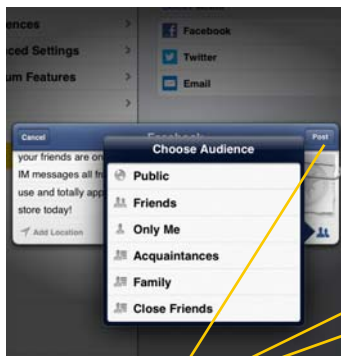 ences
ced Settings
um Features
Facebook
Twitter
Email
Cancel
Facebook
Post
your friends are on
IM messages all fr
use and totally app
store today!
Add Location
Choose Audience
Public
Friends
Only Me
Acquaintances
Family
Close Friends